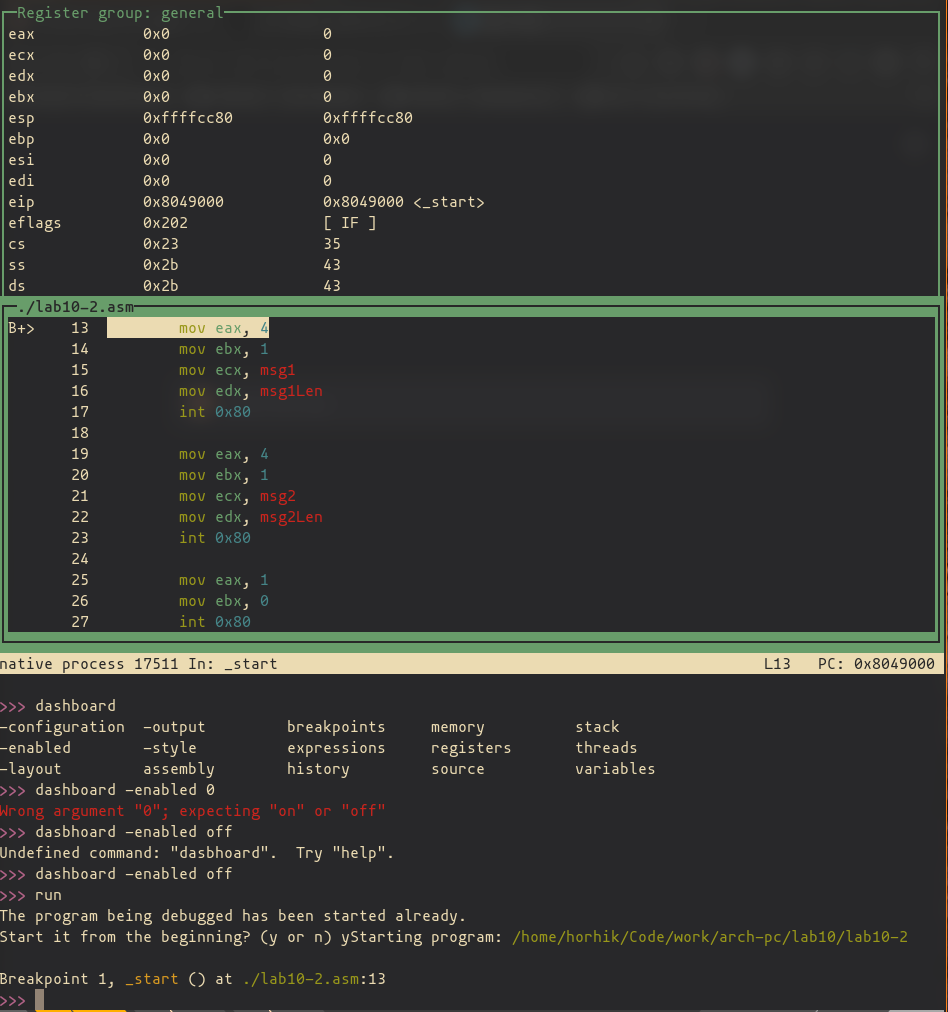 Register group: general
eax 0x0 0
ecx 0x0 0
edx 0x0 0
ebx 0x0 0
esp 0xffffcc80 0xffffcc80
ebp 0x0 0x0
esi 0x0 0
edi 0x0 0
eip 0x8049000 0x8049000 <_start>
eflags 0x202 [ IF ]
cs 0x23 35
ss 0x2b 43
ds 0x2b 43
./lab10-2.asm
B+> 13 mov eax, 4
14 mov ebx, 1
15 mov ecx, msg1
16 mov edx, msg1Len
17 int 0x80
18
19 mov eax, 4
20 mov ebx, 1
21 mov ecx, msg2
22 mov edx, msg2Len
23 int 0x80
24
25 mov eax, 1
26 mov ebx, 0
27 int 0x80
native process 17511 In: _start L13 PC: 0x8049000
>>> dashboard
-configuration -output breakpoints memory stack
-enabled -style expressions registers threads
-layout assembly history source variables
>>> dashboard -enabled 0
Wrong argument "0"; expecting "on" or "off"
>>> dasbhoard -enabled off
Undefined command: "dasbhoard". Try "help".
>>> dashboard -enabled off
>>> run
The program being debugged has been started already.
Start it from the beginning? (y or n) yStarting program: /home/horhik/Code/work/arch-pc/lab10/lab10-2
Breakpoint 1, _start () at ./lab10-2.asm:13
>>>